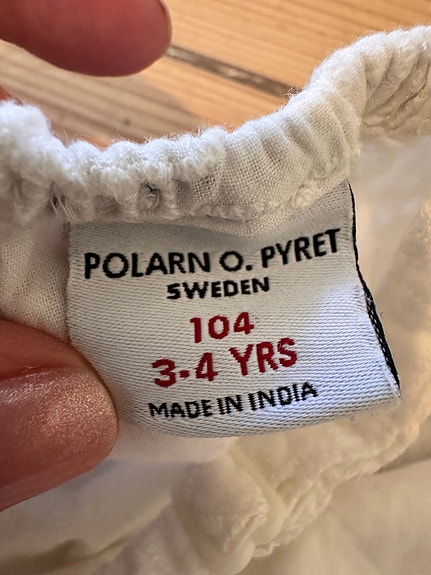 POLARN O. PYRET
SWEDEN
104
3-4 YRS
MADE IN INDIA